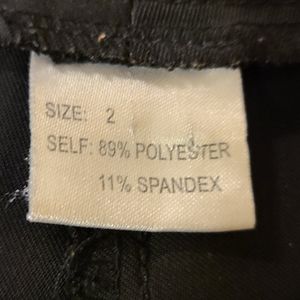 SIZE: 2
SELF: 89% POLYESTER
11% SPANDEX